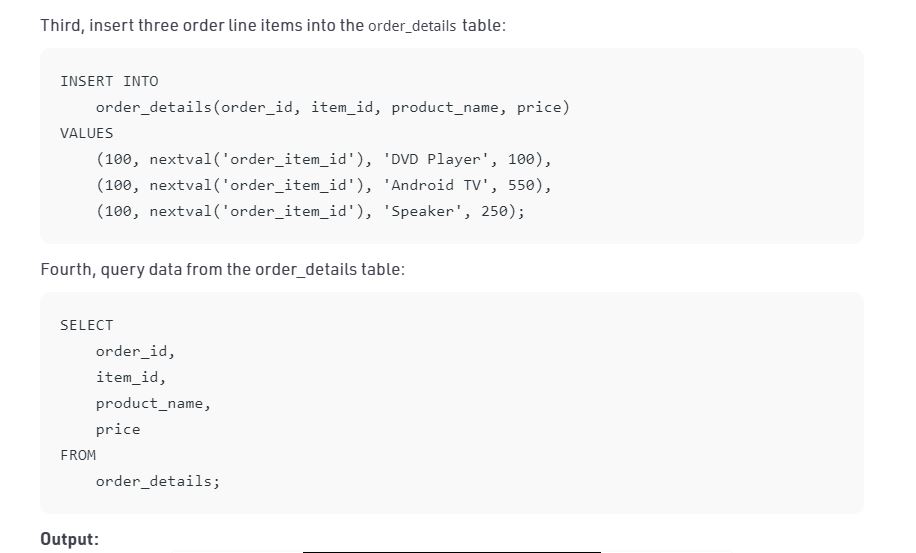 Third, insert three order line items into the order_details table:
INSERT INTO
    order_details(order_id, item_id, product_name, price)
VALUES
    (100, nextval('order_item_id'), 'DVD Player', 100),
    (100, nextval('order_item_id'), 'Android TV', 550),
    (100, nextval('order_item_id'), 'Speaker', 250);
Fourth, query data from the order_details table:
SELECT
    order_id,
    item_id,
    product_name,
    price
FROM
    order_details;
Output: